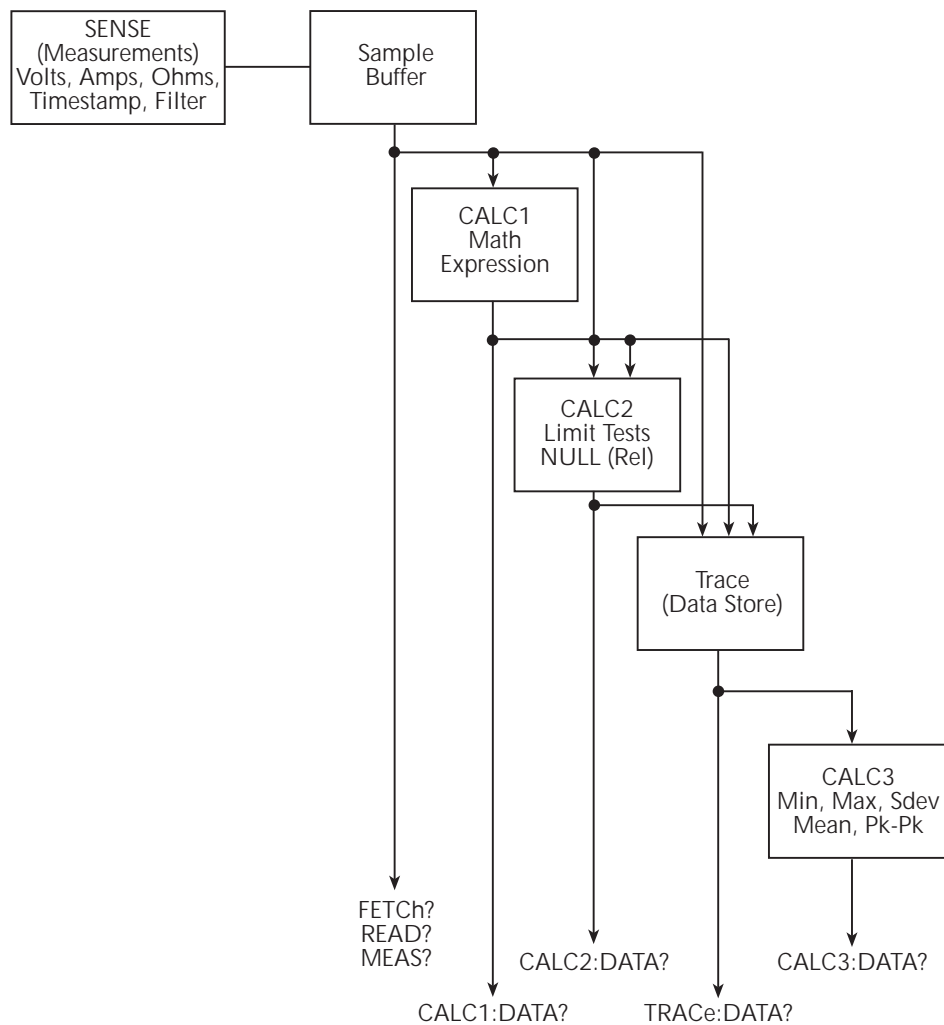 SENSE
(Measurements)
Volts, Amps, Ohms,
Timestamp, Filter
Sample
Buffer
CALC1
Math
Expression
CALC2
Limit Tests
NULL (Rel)
Trace
(Data Store)
CALC3
Min, Max, Sdev
Mean, Pk-Pk
FETCh?
READ?
MEAS?
CALC2:DATA?
CALC3:DATA?
CALC1:DATA?
TRACe:DATA?